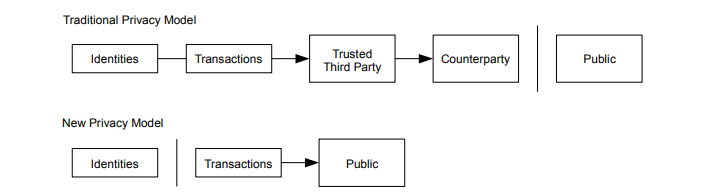 Traditional Privacy Model
Identities
Transactions
Trusted
Third Party
Counterparty
Public
New Privacy Model
Identities
Transactions
Public